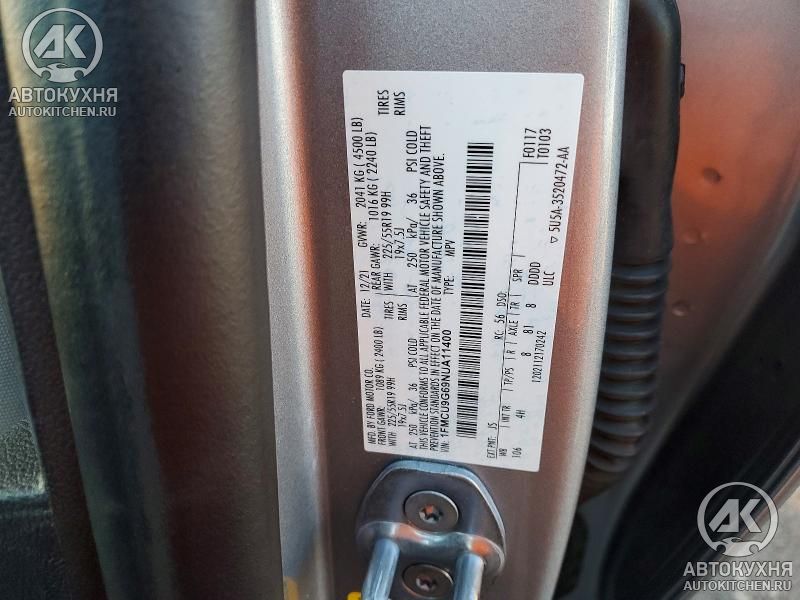 АК
АВТОКУХНЯ
AUTOKITCHEN.RU
MFD. BY FORD MOTOR CO.
DATE: 12/21
GVWR: 2041 KG ( 4500 LB)
FRONT GAWR: 1089 KG ( 2400 LB)
REAR GAWR: 1016 KG ( 2240 LB)
WITH 225/55R19 99H TIRES
WITH 225/55R19 99H TIRES
19x7.5J RIMS
19x7.5J RIMS
AT 250 kPa/ 36 PSI COLD
AT 250 kPa/ 36 PSI COLD
THIS VEHICLE CONFORMS TO ALL APPLICABLE FEDERAL MOTOR VEHICLE SAFETY AND THEFT
PREVENTION STANDARDS IN EFFECT ON THE DATE OF MANUFACTURE SHOWN ABOVE.
VIN: 1FMCU9G69NUA11400
TYPE: MPV
F0117
T0103
EXT PNT: JS RC: 56 DSO:
WB INT TR TP/PS R AXLE TR SPR
106 4H 8 81 8 DDDD
1202112170242 ULC
▽ 5U5A-3520472-AA
АК
АВТОКУХНЯ
AUTOKITCHEN.RU